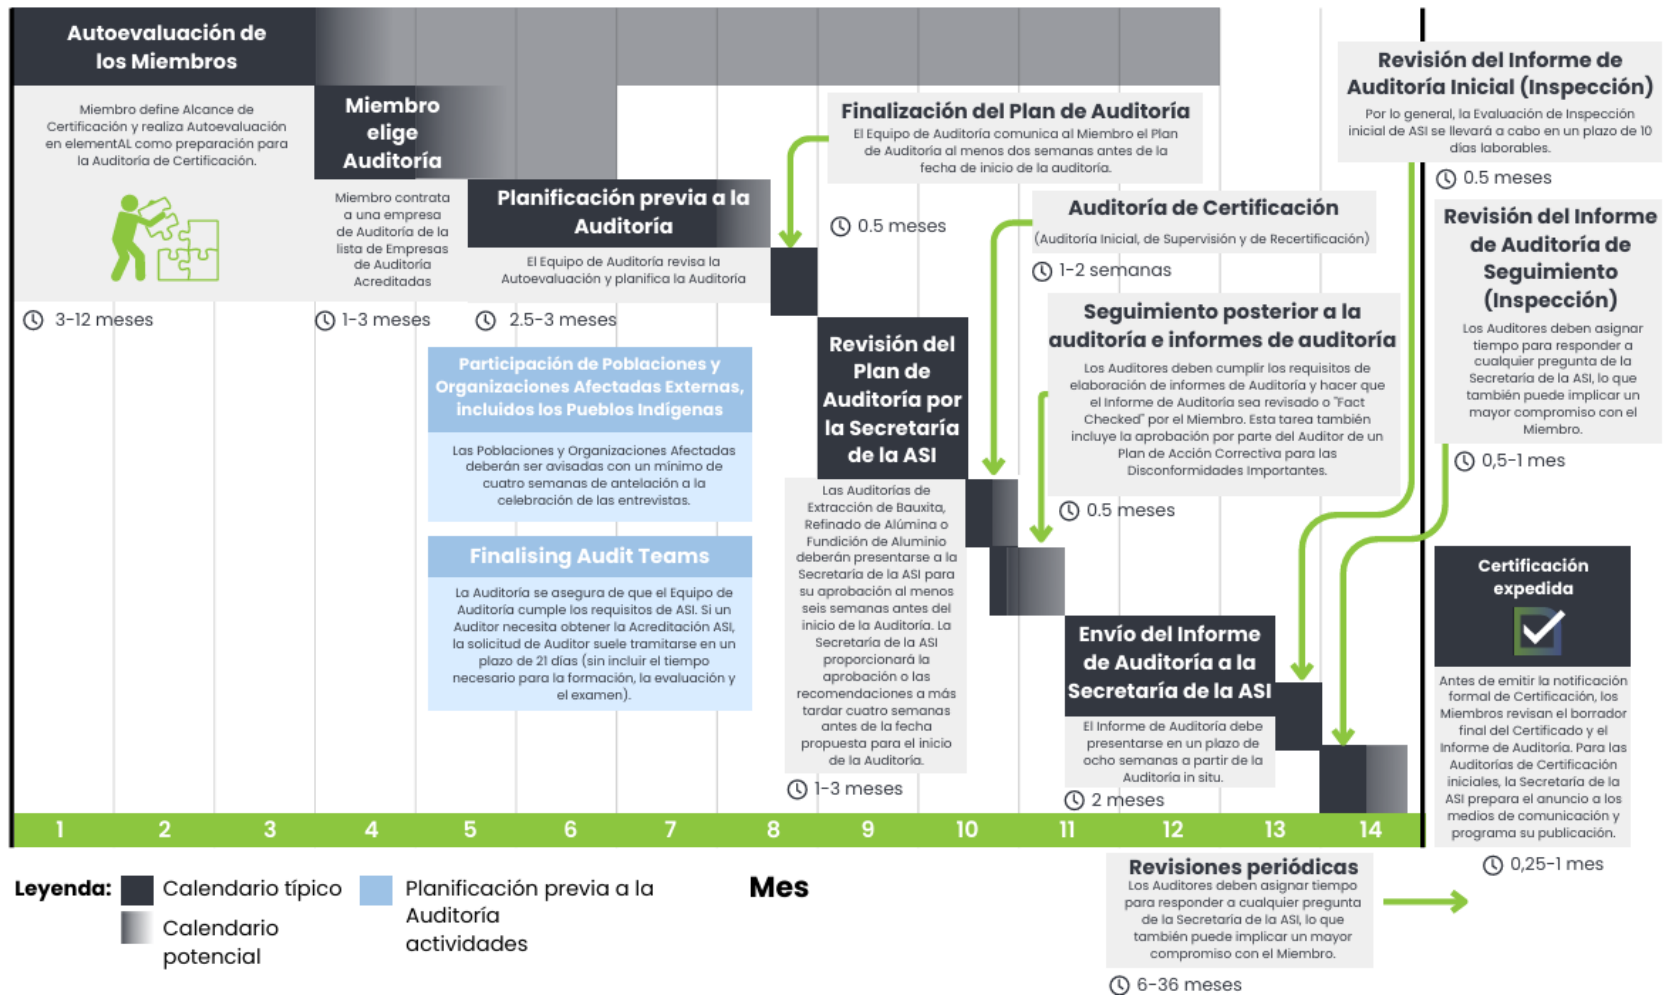 Autoevaluación de
los Miembros
Miembro define Alcance de
Certificación y realiza Autoevaluación
en elementAL como preparación para
la Auditoría de Certificación.
3-12 meses
Miembro
elige
Auditoría
Miembro contrata
a una empresa
de Auditoría de la
lista de Empresas
de Auditoría
Acreditadas
1-3 meses
Planificación previa a la
Auditoría
El Equipo de Auditoría revisa la
Autoevaluación y planifica la Auditoría
2.5-3 meses
Participación de Poblaciones y
Organizaciones Afectadas Externas,
incluidos los Pueblos Indígenas
Las Poblaciones y Organizaciones Afectadas
deberán ser avisadas con un mínimo de
cuatro semanas de antelación a la
celebración de las entrevistas.
Finalising Audit Teams
La Auditoría se asegura de que el Equipo de
Auditoría cumple los requisitos de ASI. Si un
Auditor necesita obtener la Acreditación ASI,
la solicitud de Auditor suele tramitarse en un
plazo de 21 días (sin incluir el tiempo
necesario para la formación, la evaluación y
el examen).
Finalización del Plan de Auditoría
El Equipo de Auditoría comunica al Miembro el Plan
de Auditoría al menos dos semanas antes de la
fecha de inicio de la auditoría.
0.5 meses
Revisión del
Plan de
Auditoría por
la Secretaría
de la ASI
Las Auditorías de
Extracción de Bauxita,
Refinado de Alúmina o
Fundición de Aluminio
deberán presentarse a la
Secretaría de la ASI para
su aprobación al menos
seis semanas antes del
inicio de la Auditoría. La
Secretaría de la ASI
proporcionará la
aprobación o las
recomendaciones a más
tardar cuatro semanas
antes de la fecha
propuesta para el inicio
de la Auditoría.
1-3 meses
Auditoría de Certificación
(Auditoría Inicial, de Supervisión y de Recertificación)
1-2 semanas
Seguimiento posterior a la
auditoría e informes de auditoría
Los Auditores deben cumplir los requisitos de
elaboración de informes de Auditoría y hacer que
el Informe de Auditoría sea revisado o "Fact
Checked" por el Miembro. Esta tarea también
incluye la aprobación por parte del Auditor de un
Plan de Acción Correctiva para las
Disconformidades Importantes.
0.5 meses
Envío del Informe
de Auditoría a la
Secretaría de la ASI
El Informe de Auditoría debe
presentarse en un plazo de
ocho semanas a partir de la
Auditoría in situ.
2 meses
Revisión del Informe de
Auditoría Inicial (Inspección)
Por lo general, la Evaluación de Inspección
inicial de ASI se llevará a cabo en un plazo de 10
días laborables.
0.5 meses
Revisión del Informe
de Auditoría de
Seguimiento
(Inspección)
Los Auditores deben asignar
tiempo para responder a
cualquier pregunta de la
Secretaría de la ASI, lo que
también puede implicar un
mayor compromiso con el
Miembro.
0,5-1 mes
Certificación
expedida
Antes de emitir la notificación
formal de Certificación, los
Miembros revisan el borrador
final del Certificado y el
Informe de Auditoría. Para las
Auditorías de Certificación
iniciales, la Secretaría de la
ASI prepara el anuncio a los
medios de comunicación y
programa su publicación.
0,25-1 mes
1 2 3 4 5 6 7 8 9 10 11 12 13 14
Mes
Leyenda:
Calendario típico
Calendario
potencial
Planificación previa a la
Auditoría
actividades
Revisiones periódicas
Los Auditores deben asignar tiempo
para responder a cualquier pregunta
de la Secretaría de la ASI, lo que
también puede implicar un mayor
compromiso con el Miembro.
6-36 meses